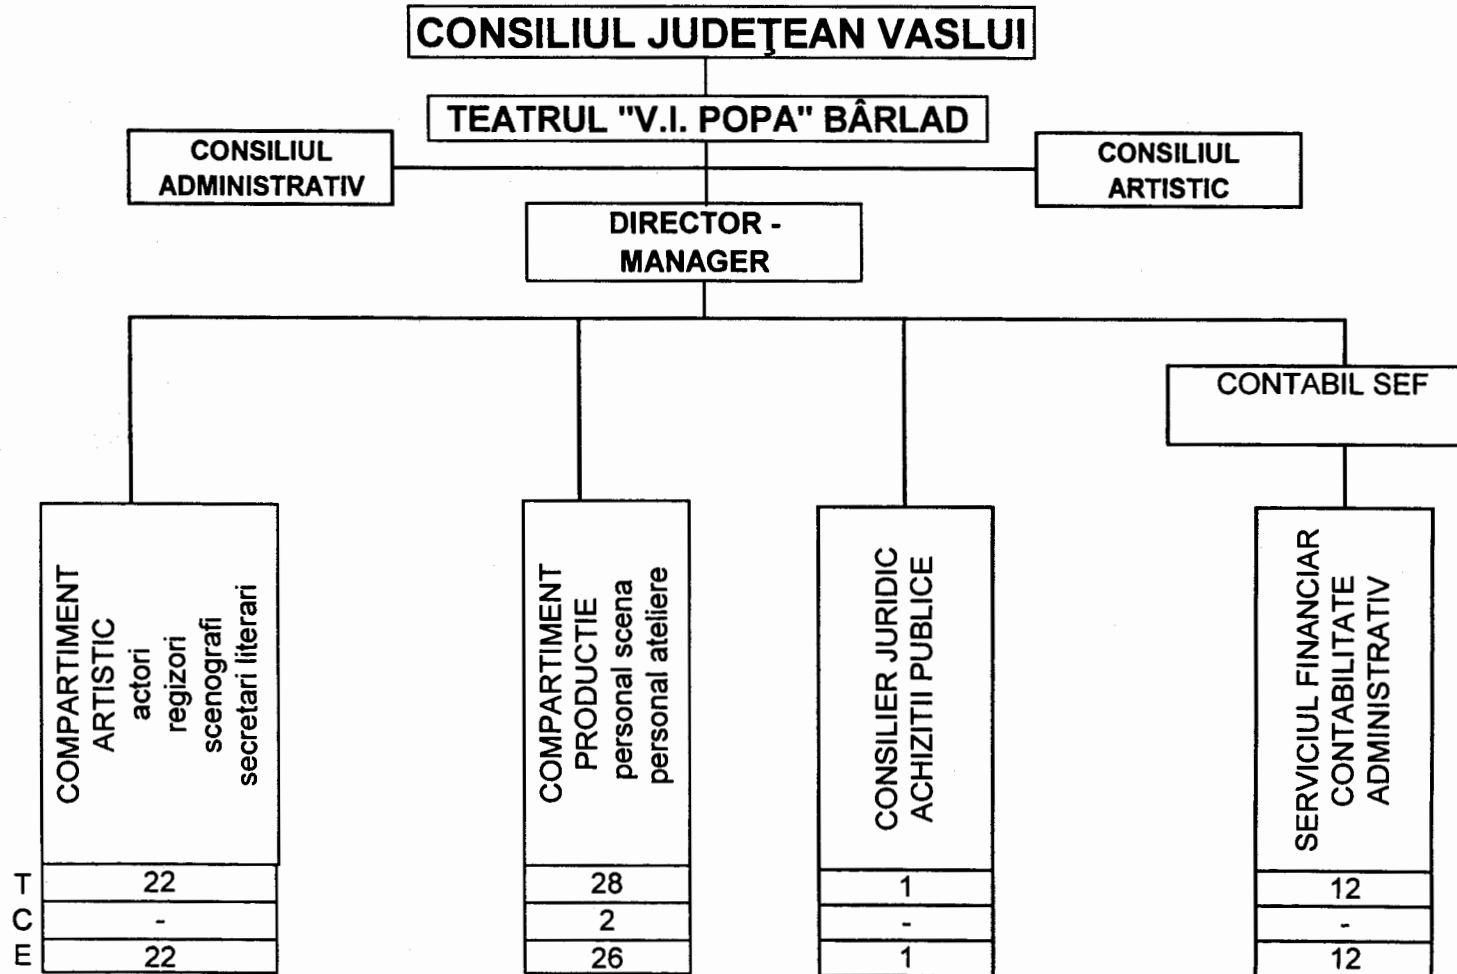 CONSILIUL JUDEŢEAN VASLUI
TEATRUL "V.I. POPA" BÂRLAD
CONSILIUL
ADMINISTRATIV
CONSILIUL
ARTISTIC
DIRECTOR -
MANAGER
CONTABIL SEF
COMPARTIMENT
ARTISTIC
actori
regizori
scenografi
secretari literari
COMPARTIMENT
PRODUCTIE
personal scena
personal ateliere
CONSILIER JURIDIC
ACHIZITII PUBLICE
SERVICIUL FINANCIAR
CONTABILITATE
ADMINISTRATIV
T 22 28 1 12
C - 2 - -
E 22 26 1 12